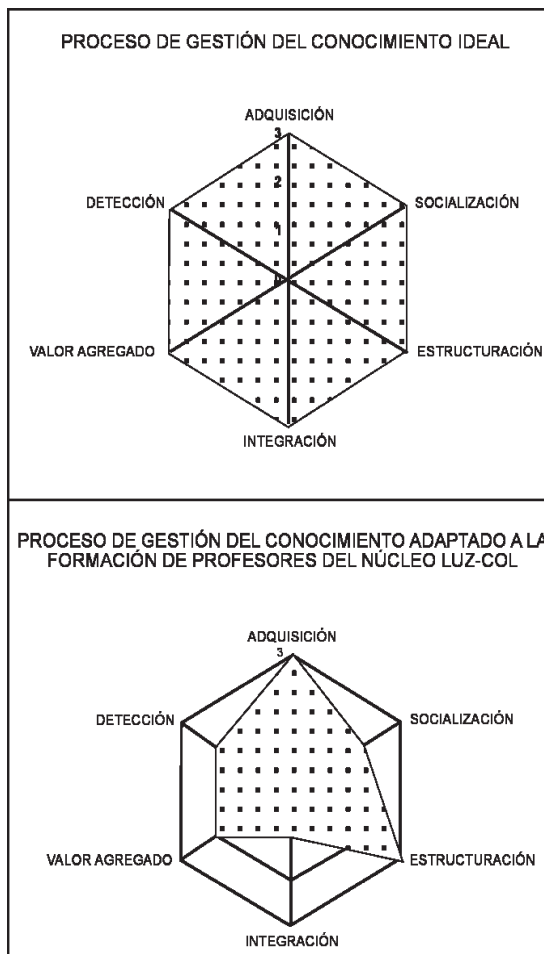 PROCESO DE GESTIÓN DEL CONOCIMIENTO IDEAL
ADQUISICIÓN
3
2
DETECCIÓN
SOCIALIZACIÓN
1
0
VALOR AGREGADO
ESTRUCTURACIÓN
INTEGRACIÓN
PROCESO DE GESTIÓN DEL CONOCIMIENTO ADAPTADO A LA
FORMACIÓN DE PROFESORES DEL NÚCLEO LUZ-COL
ADQUISICIÓN
3
DETECCIÓN
SOCIALIZACIÓN
VALOR AGREGADO
ESTRUCTURACIÓN
INTEGRACIÓN